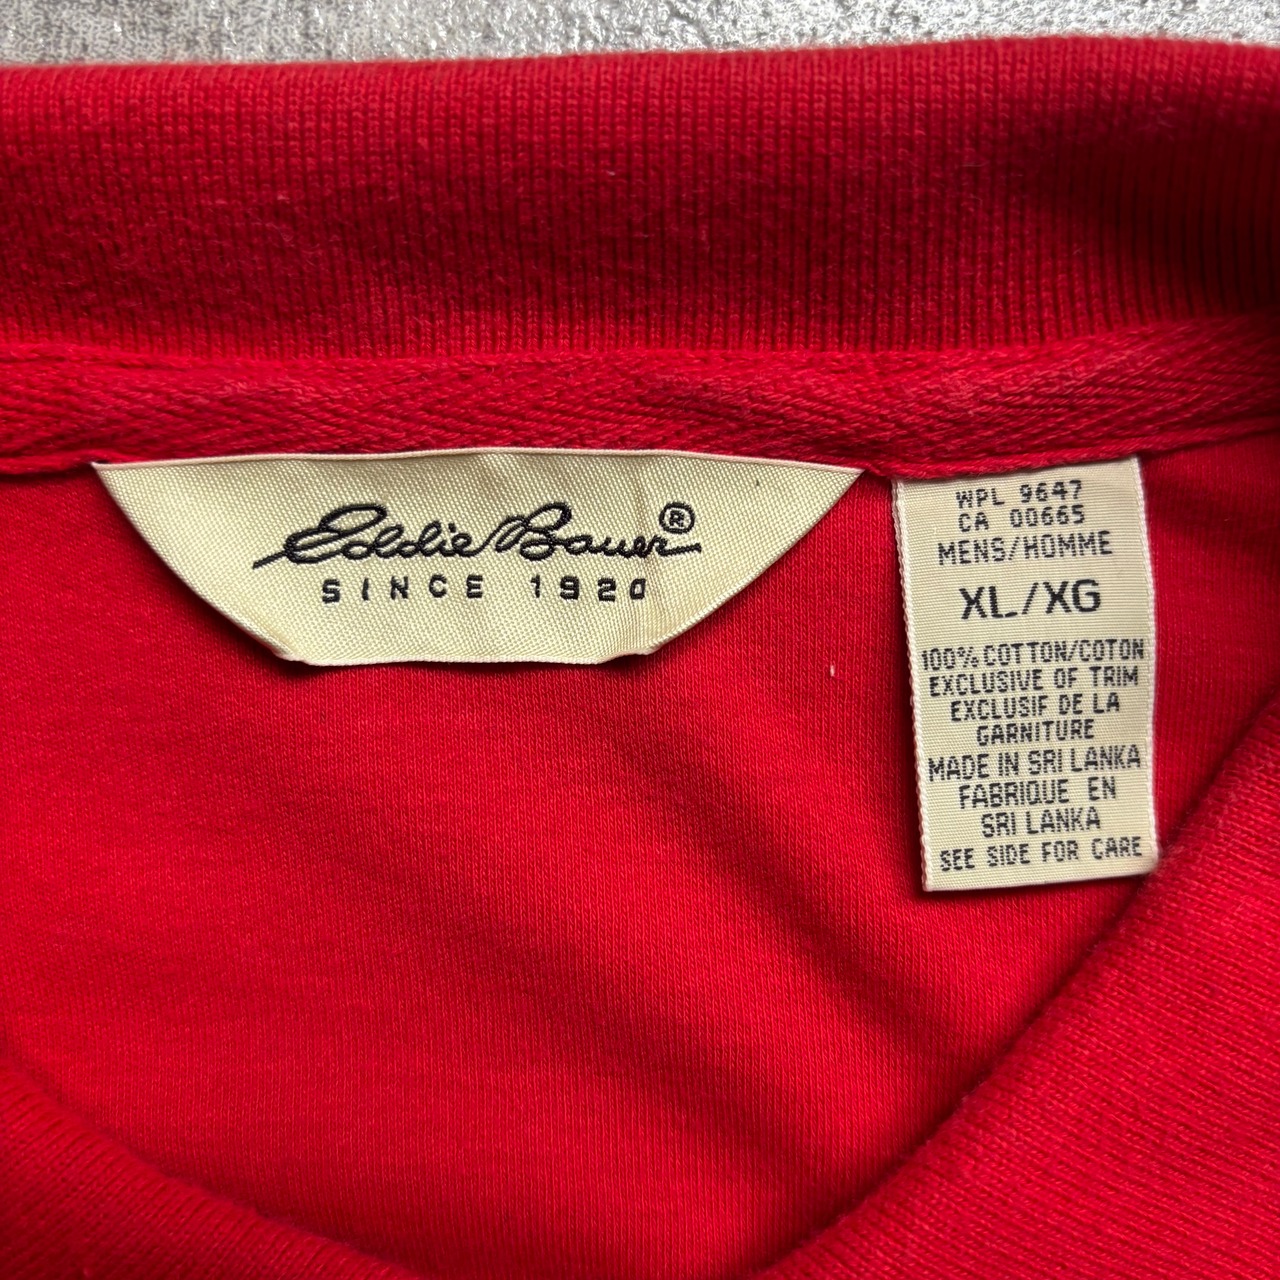 Eddie Bauer®
SINCE 1920
WPL 9647
CA 00665
MENS/HOMME
XL/XG
100% COTTON/COTON
EXCLUSIVE OF TRIM
EXCLUSIF DE LA
GARNITURE
MADE IN SRI LANKA
FABRIQUE EN
SRI LANKA
SEE SIDE FOR CARE